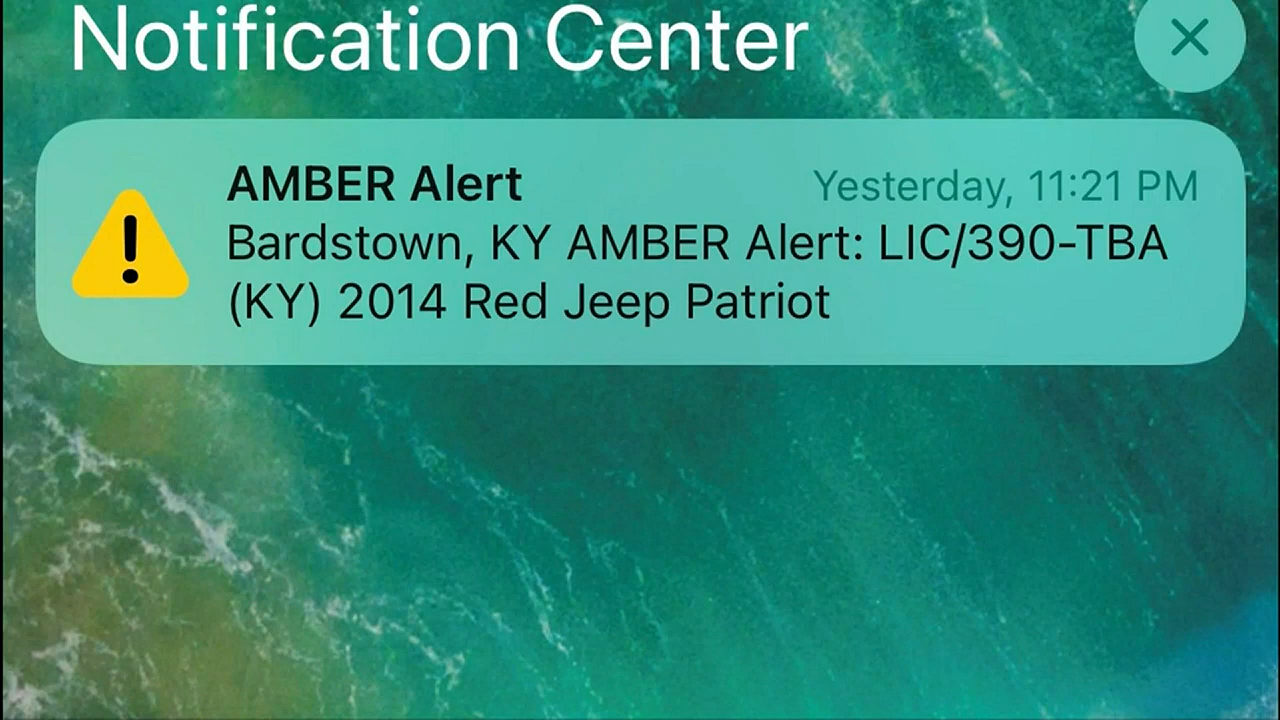 Notification Center
AMBER Alert
Yesterday, 11:21 PM
Bardstown, KY AMBER Alert: LIC/390-TBA
(KY) 2014 Red Jeep Patriot